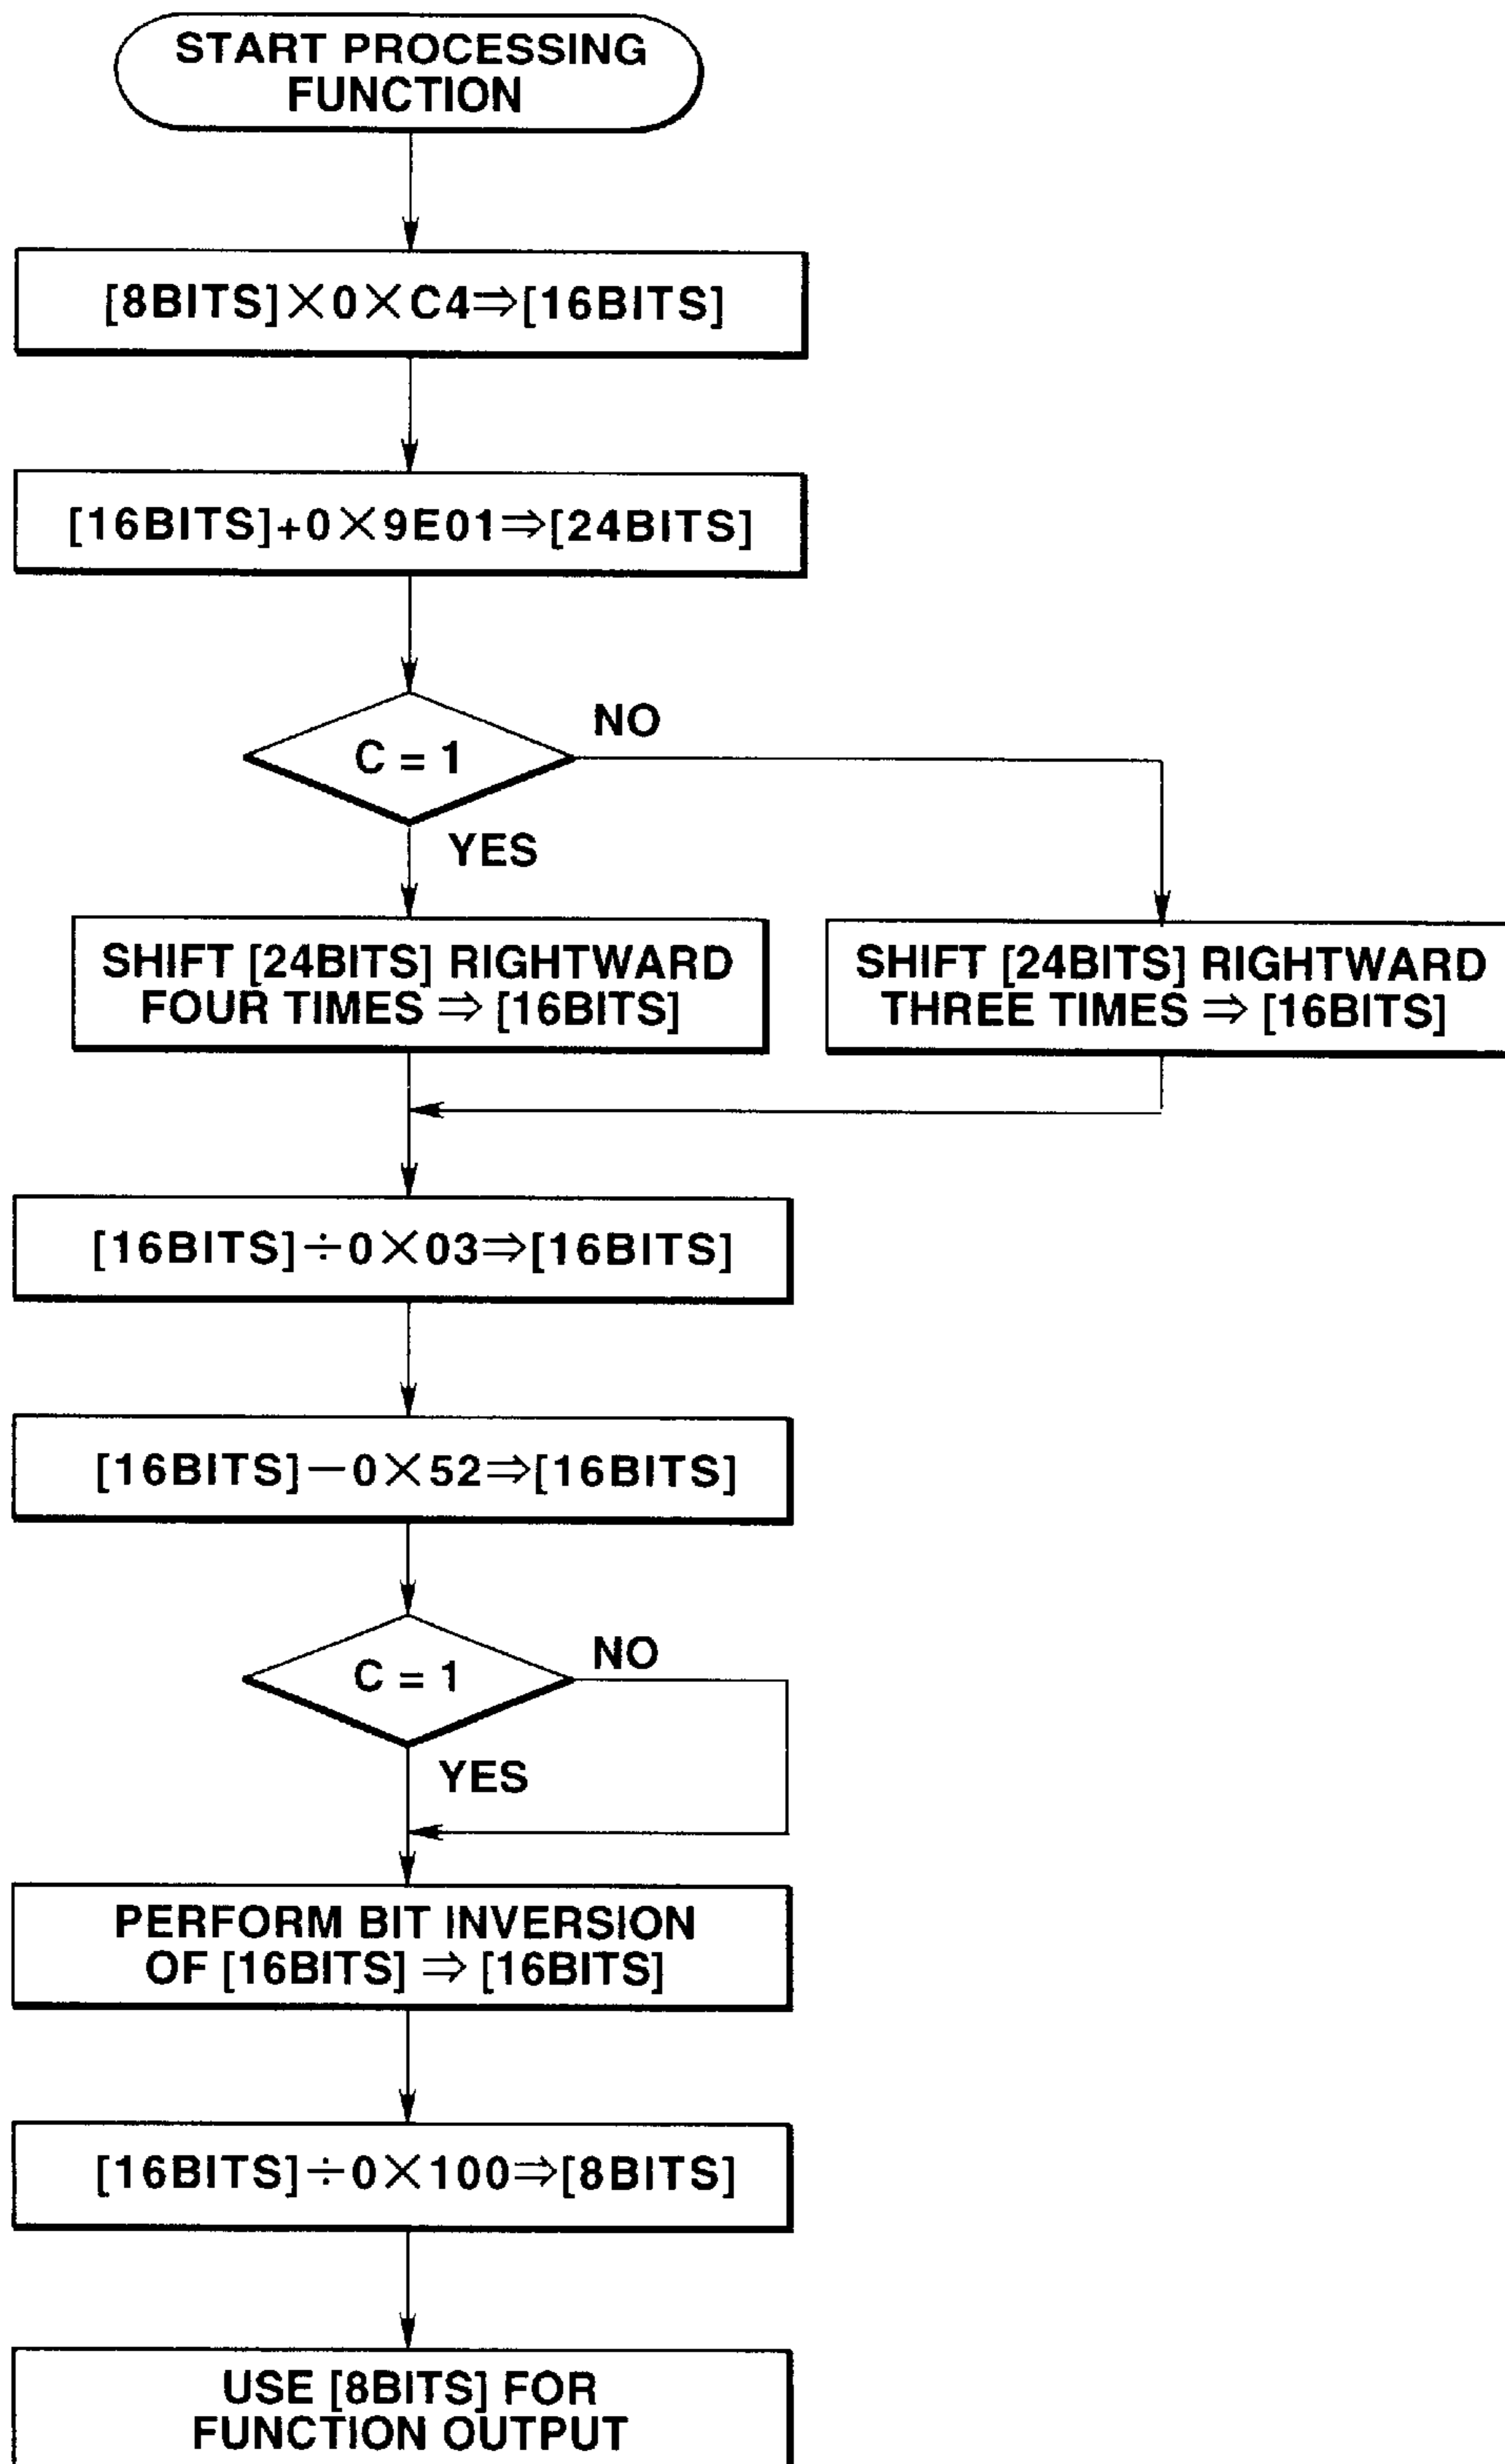 START PROCESSING
FUNCTION
[8BITS]×0×C4⇒[16BITS]
[16BITS]+0×9E01⇒[24BITS]
C = 1
NO
YES
SHIFT [24BITS] RIGHTWARD
FOUR TIMES ⇒ [16BITS]
SHIFT [24BITS] RIGHTWARD
THREE TIMES ⇒ [16BITS]
[16BITS]÷0×03⇒[16BITS]
[16BITS]−0×52⇒[16BITS]
C = 1
NO
YES
PERFORM BIT INVERSION
OF [16BITS] ⇒ [16BITS]
[16BITS]÷0×100⇒[8BITS]
USE [8BITS] FOR
FUNCTION OUTPUT